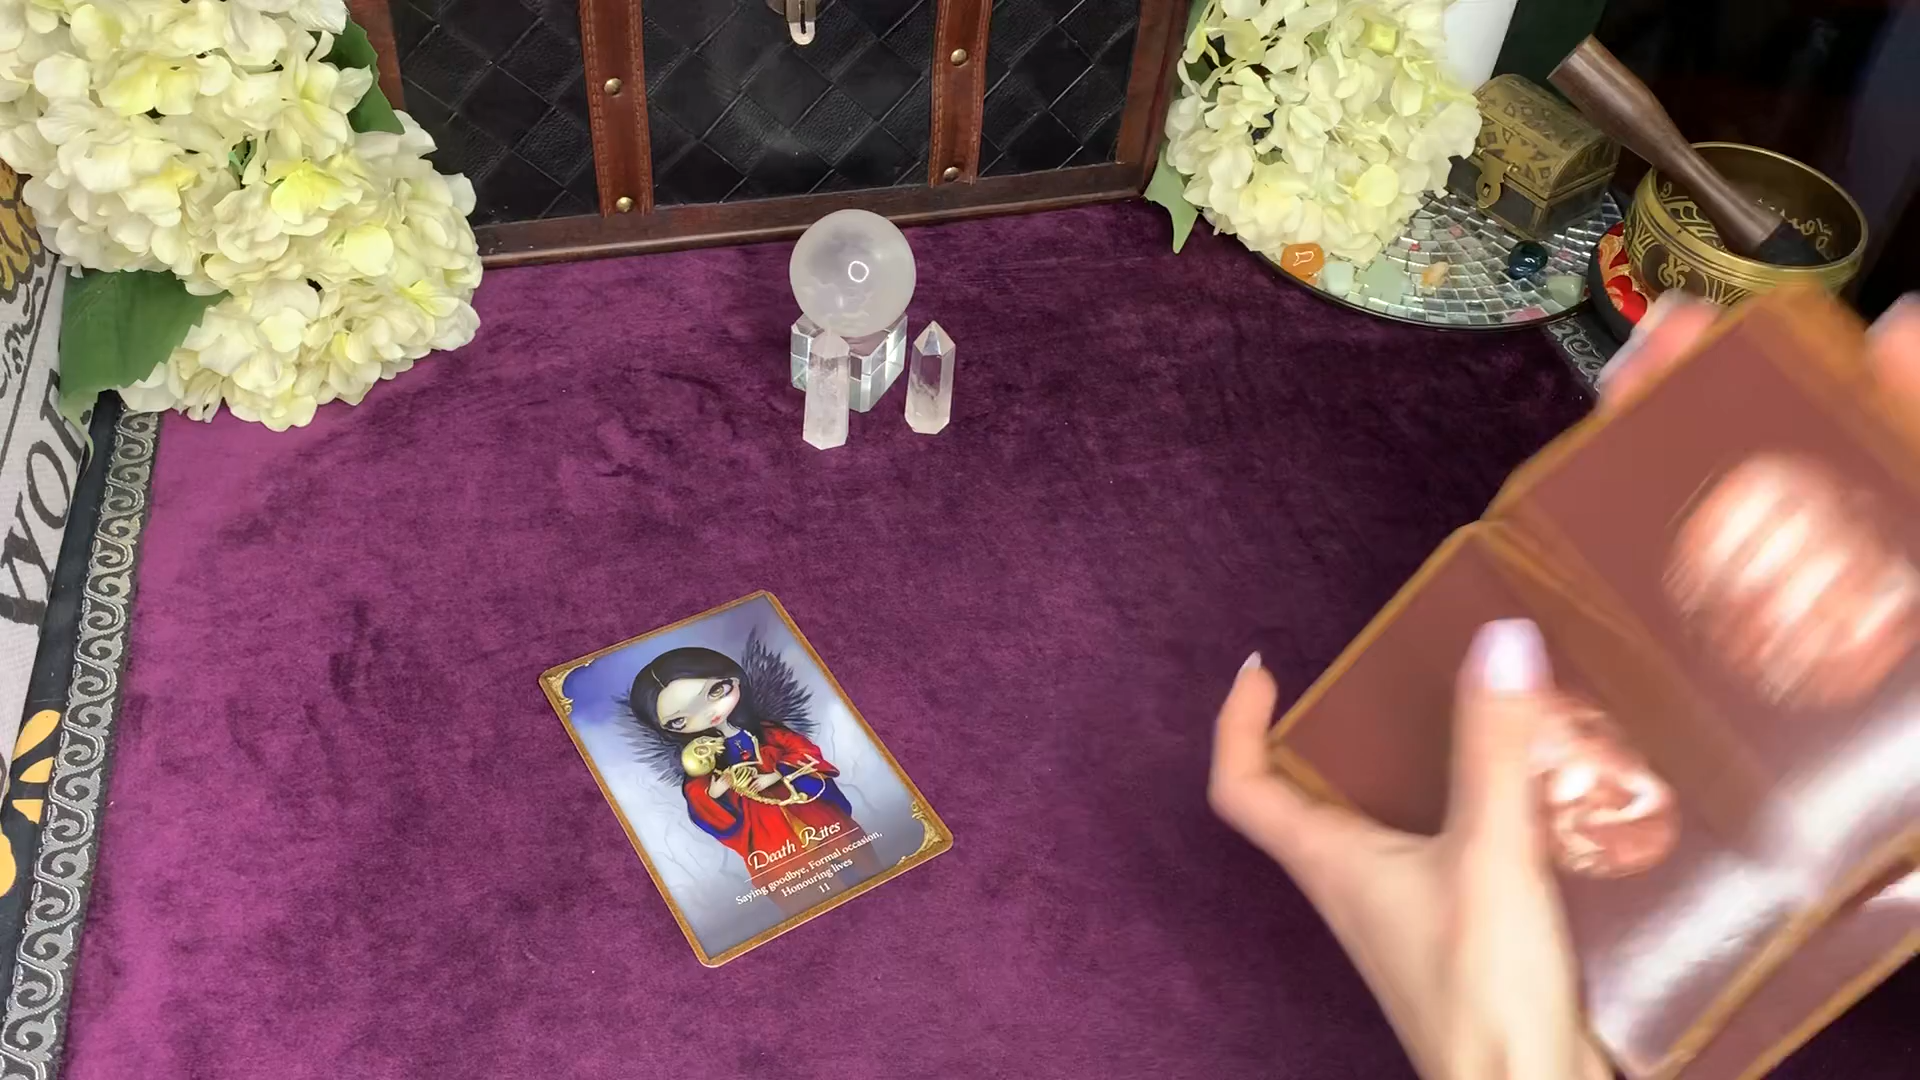 Death Rites
Saying goodbye, Formal occasion,
Honouring lives
11